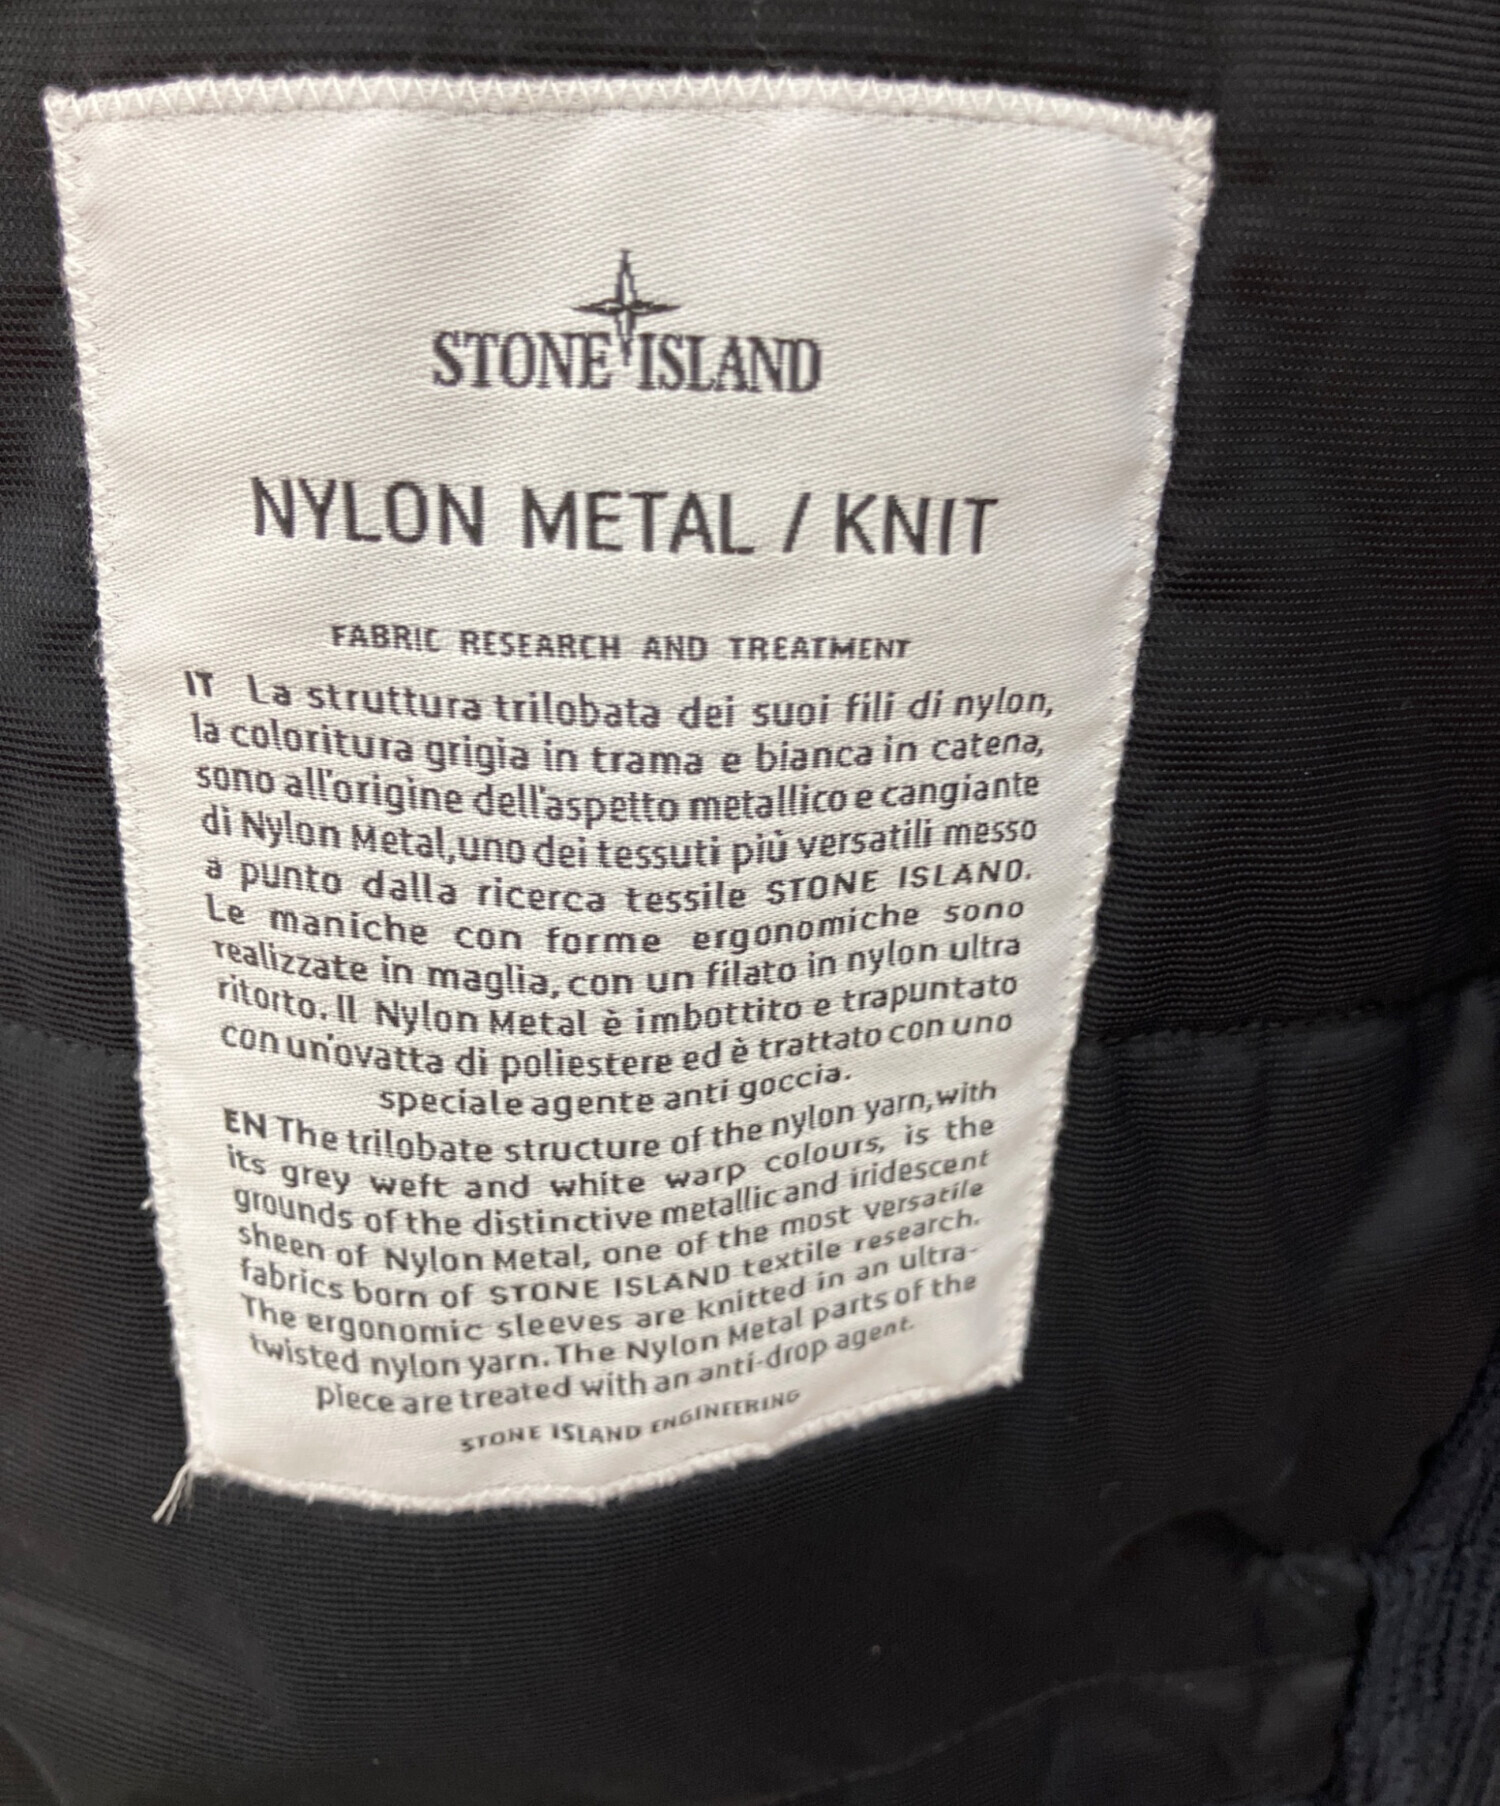 STONE ISLAND
NYLON METAL / KNIT
FABRIC RESEARCH AND TREATMENT
IT La struttura trilobata dei suoi fili di nylon,
la coloritura grigia in trama e bianca in catena,
sono all'origine dell'aspetto metallico e cangiante
di Nylon Metal, uno dei tessuti più versatili messo
a punto dalla ricerca tessile STONE ISLAND.
Le maniche con forme ergonomiche sono
realizzate in maglia, con un filato in nylon ultra
ritorto. Il Nylon Metal è imbottito e trapuntato
con un'ovatta di poliestere ed è trattato con uno
speciale agente anti goccia.
EN The trilobate structure of the nylon yarn, with
its grey weft and white warp colours, is the
grounds of the distinctive metallic and iridescent
sheen of Nylon Metal, one of the most versatile
fabrics born of STONE ISLAND textile research.
The ergonomic sleeves are knitted in an ultra-
twisted nylon yarn. The Nylon Metal parts of the
piece are treated with an anti-drop agent.
STONE ISLAND ENGINEERING